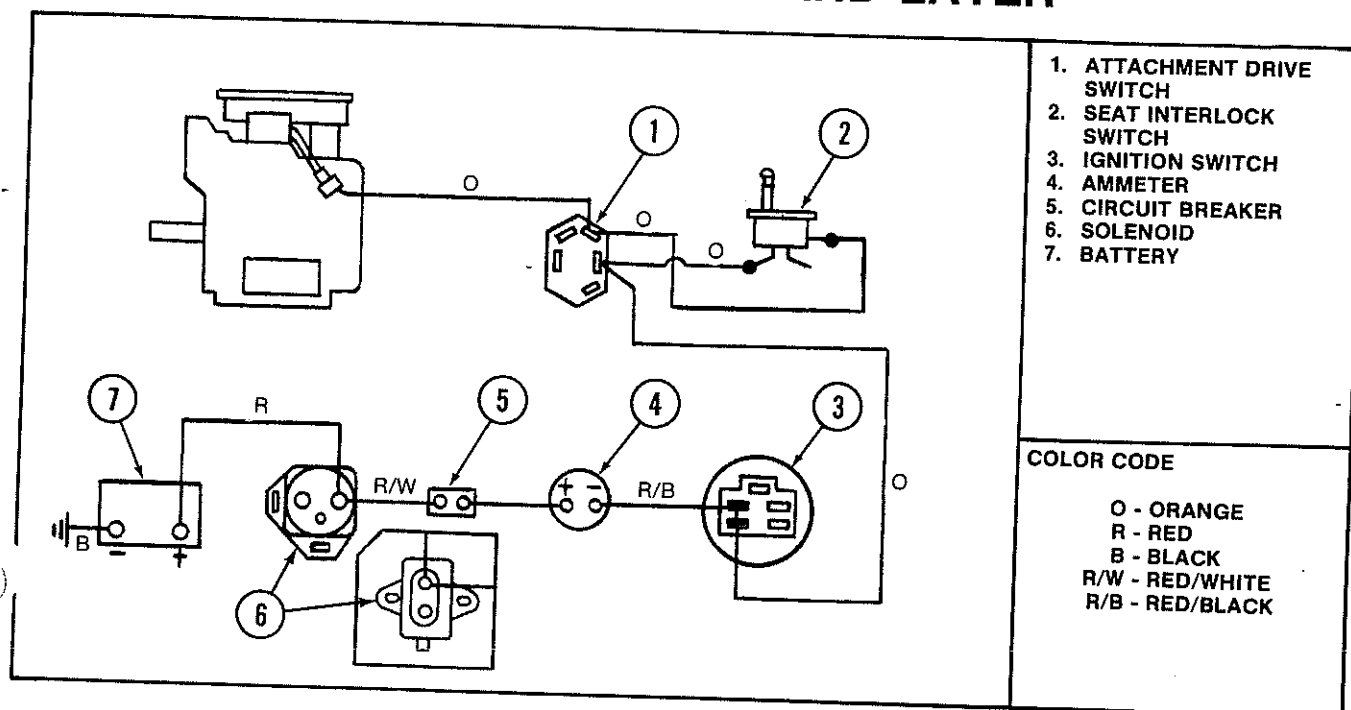 LATER
1. ATTACHMENT DRIVE
SWITCH
2. SEAT INTERLOCK
SWITCH
3. IGNITION SWITCH
4. AMMETER
5. CIRCUIT BREAKER
6. SOLENOID
7. BATTERY
1
2
O
O
O
7
R
5
4
3
R/W
+ -
R/B
O
B
-
+
6
COLOR CODE
O - ORANGE
R - RED
B - BLACK
R/W - RED/WHITE
R/B - RED/BLACK